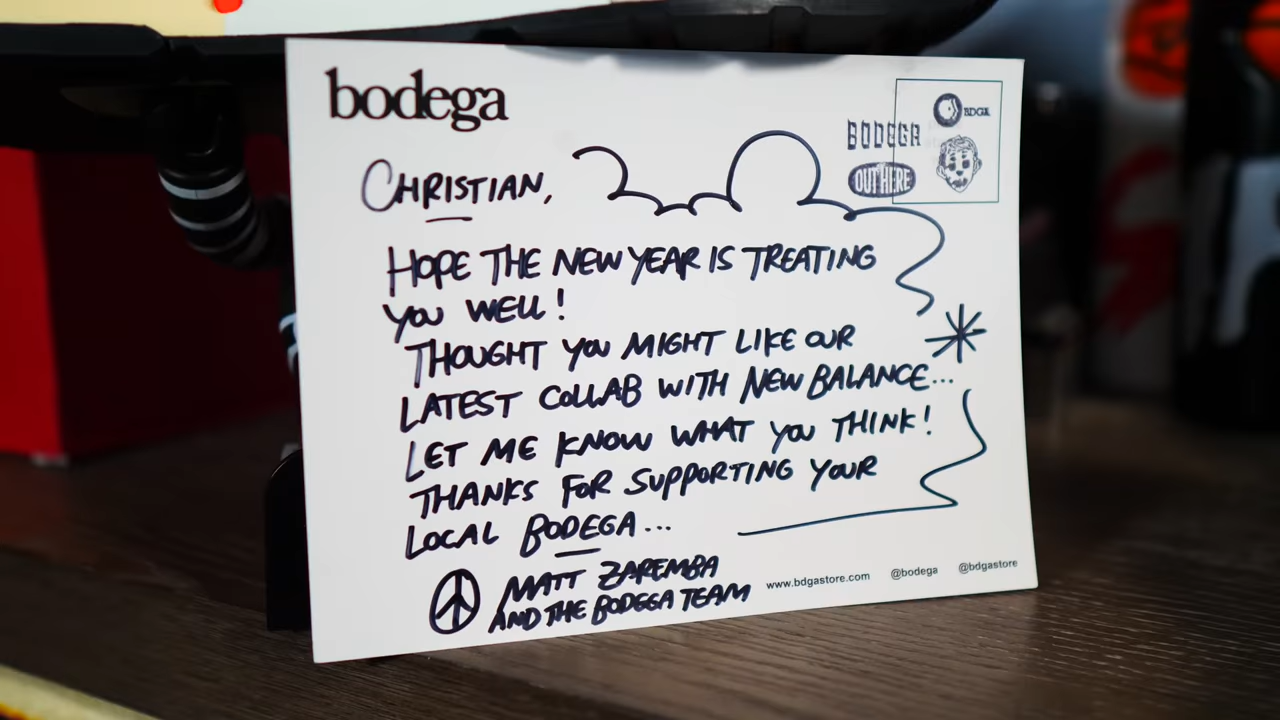 bodega
BDGA
BODEGA
OUT HERE
CHRISTIAN,
HOPE THE NEW YEAR IS TREATING
YOU WELL!
THOUGHT YOU MIGHT LIKE OUR
LATEST COLLAB WITH NEW BALANCE...
LET ME KNOW WHAT YOU THINK!
THANKS FOR SUPPORTING YOUR
LOCAL BODEGA...
MATT ZAREMBA
AND THE BODEGA TEAM
www.bdgastore.com @bodega @bdgastore